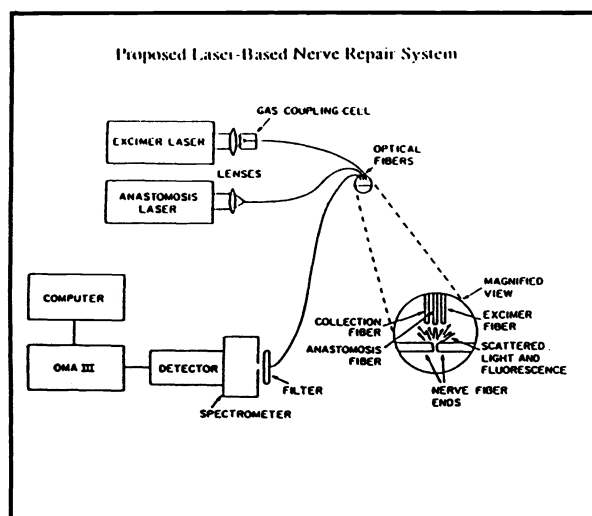 Proposed Laser-Based Nerve Repair System
GAS COUPLING CELL
EXCIMER LASER
OPTICAL
FIBERS
LENSES
ANASTOMOSIS
LASER
COMPUTER
MAGNIFIED
VIEW
COLLECTION
FIBER
EXCIMER
FIBER
ANASTOMOSIS
FIBER
SCATTERED
LIGHT AND
FLUORESCENCE
OMA III
DETECTOR
FILTER
SPECTROMETER
NERVE FIBER
ENDS